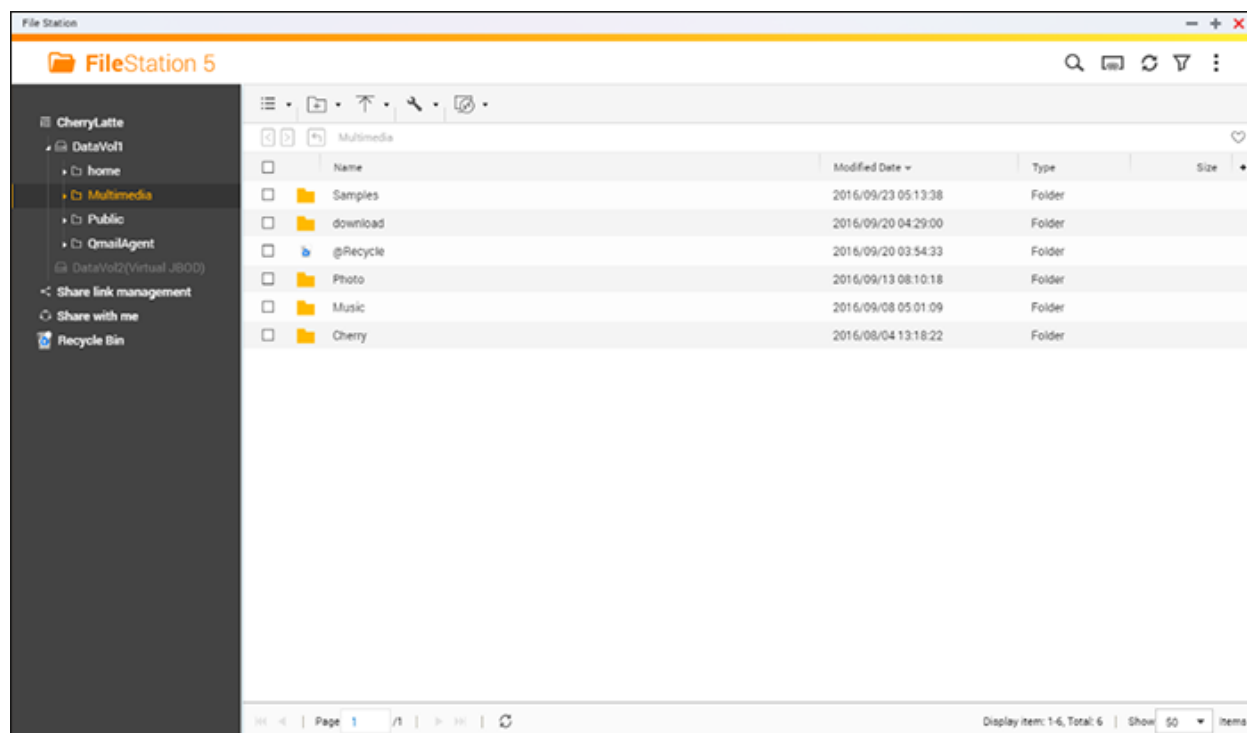 File Station
FileStation 5
CherryLatte
DataVol1
home
Multimedia
Public
QmailAgent
DataVol2(Virtual JBOD)
Share link management
Share with me
Recycle Bin
Multimedia
Name Modified Date Type Size
Samples 2016/09/23 05:13:38 Folder
download 2016/09/20 04:29:00 Folder
@Recycle 2016/09/20 03:54:33 Folder
Photo 2016/09/13 08:10:18 Folder
Music 2016/09/08 05:01:09 Folder
Cherry 2016/08/04 13:18:22 Folder
Page 1 /1 Display item: 1-6, Total: 6 | Show 50 Items